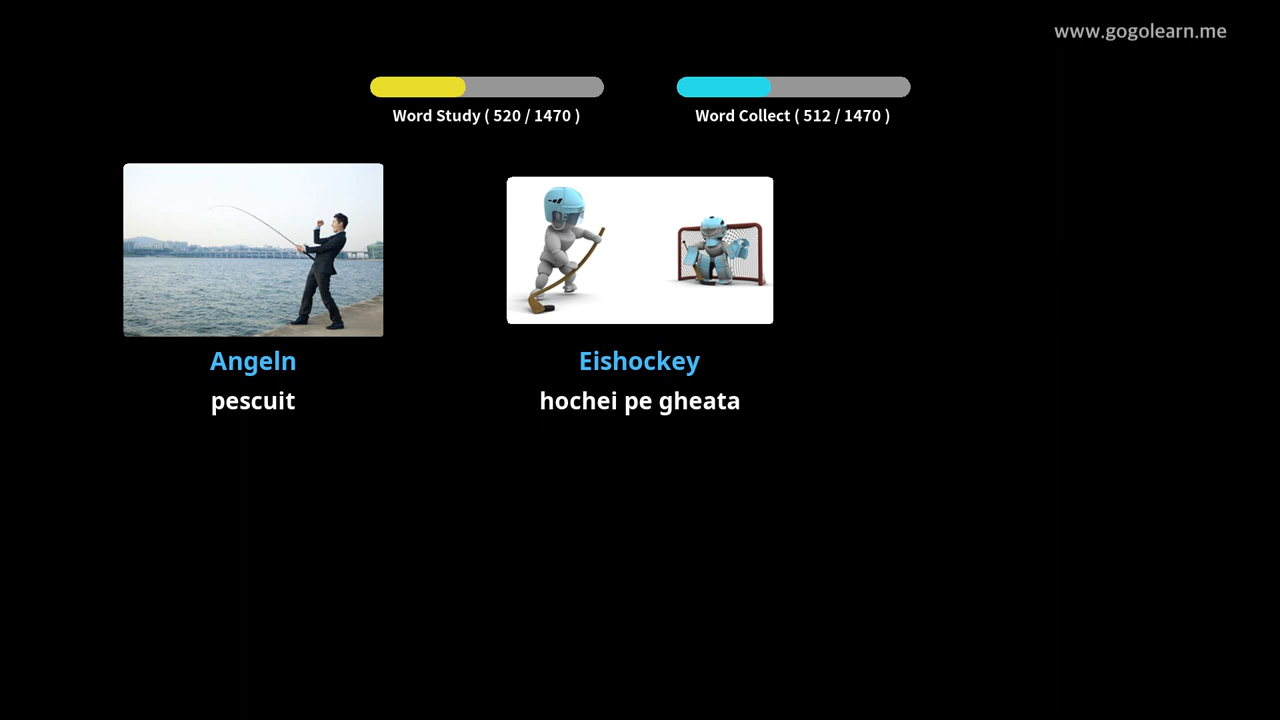 www.gogolearn.me
Word Study ( 520 / 1470 )
Word Collect ( 512 / 1470 )
Angeln
pescuit
Eishockey
hochei pe gheata